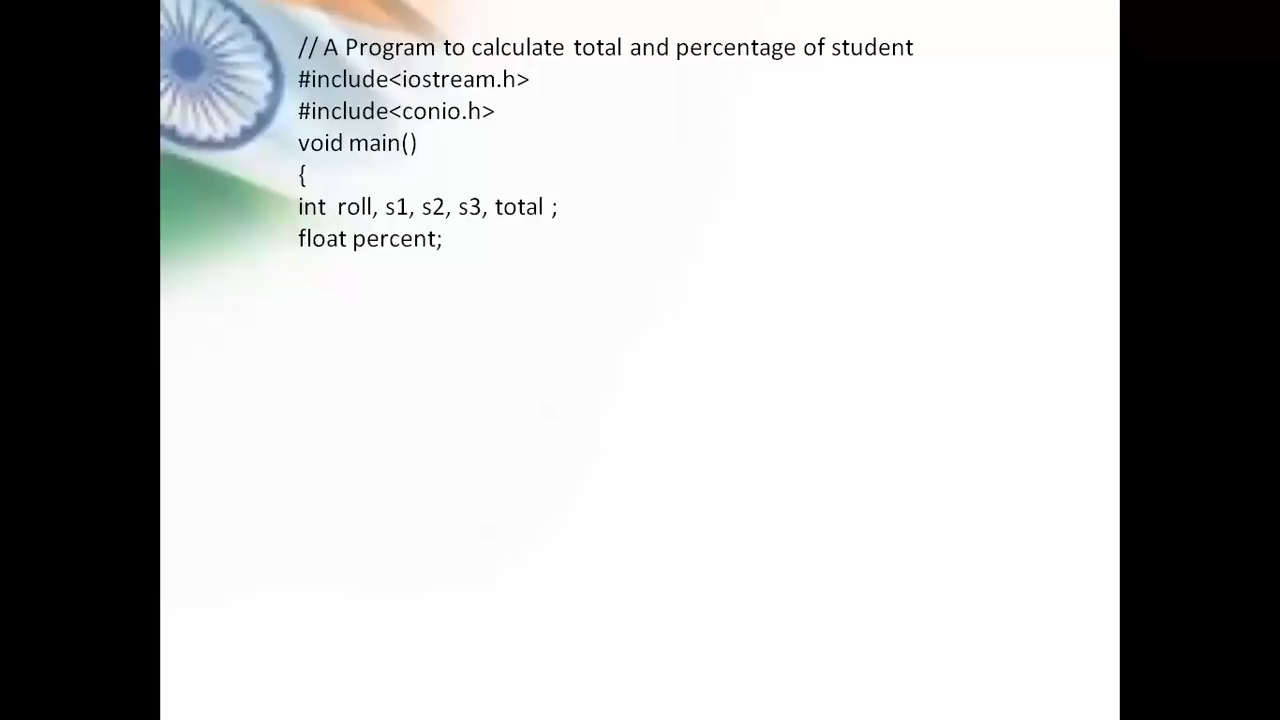 // A Program to calculate total and percentage of student
#include<iostream.h>
#include<conio.h>
void main()
{
int  roll, s1, s2, s3, total ;
float percent;